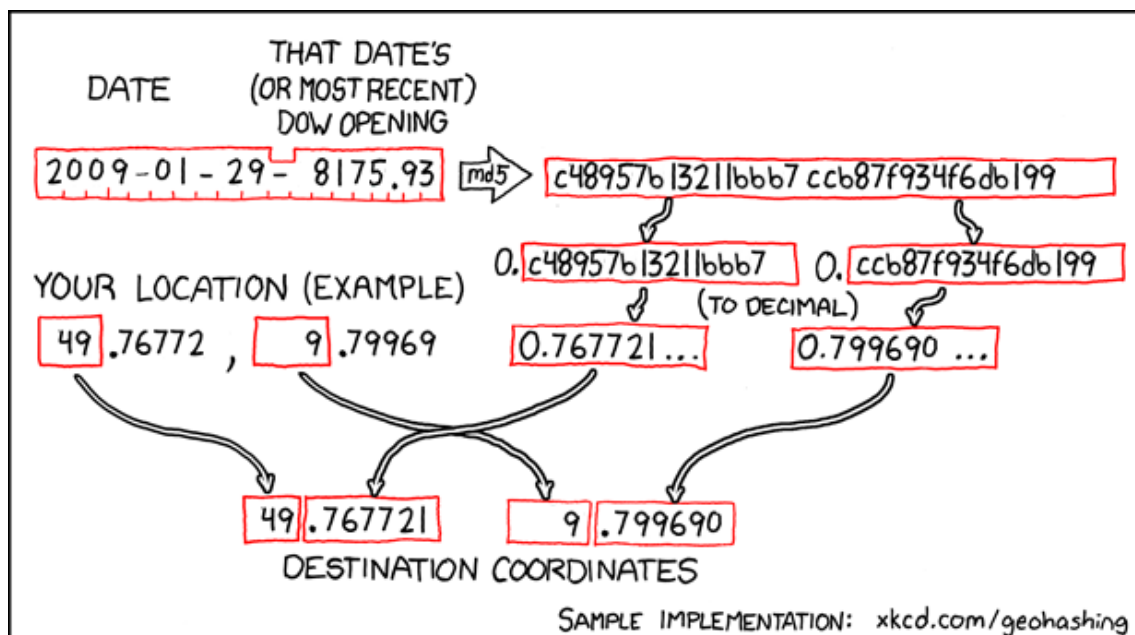 THAT DATE'S
DATE (OR MOST RECENT)
DOW OPENING
2009-01-29-8175.93 md5 c48957b13211bbb7 ccb87f934f6db199
0.c48957b13211bbb7 0.ccb87f934f6db199
YOUR LOCATION (EXAMPLE) (TO DECIMAL)
49.76772, 9.79969 0.767721... 0.799690...
49.767721 9.799690
DESTINATION COORDINATES
SAMPLE IMPLEMENTATION: xkcd.com/geohashing